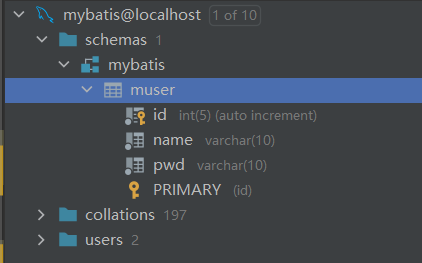 mybatis@localhost 1 of 10
schemas 1
mybatis
muser
id int(5) (auto increment)
name varchar(10)
pwd varchar(10)
PRIMARY (id)
collations 197
users 2